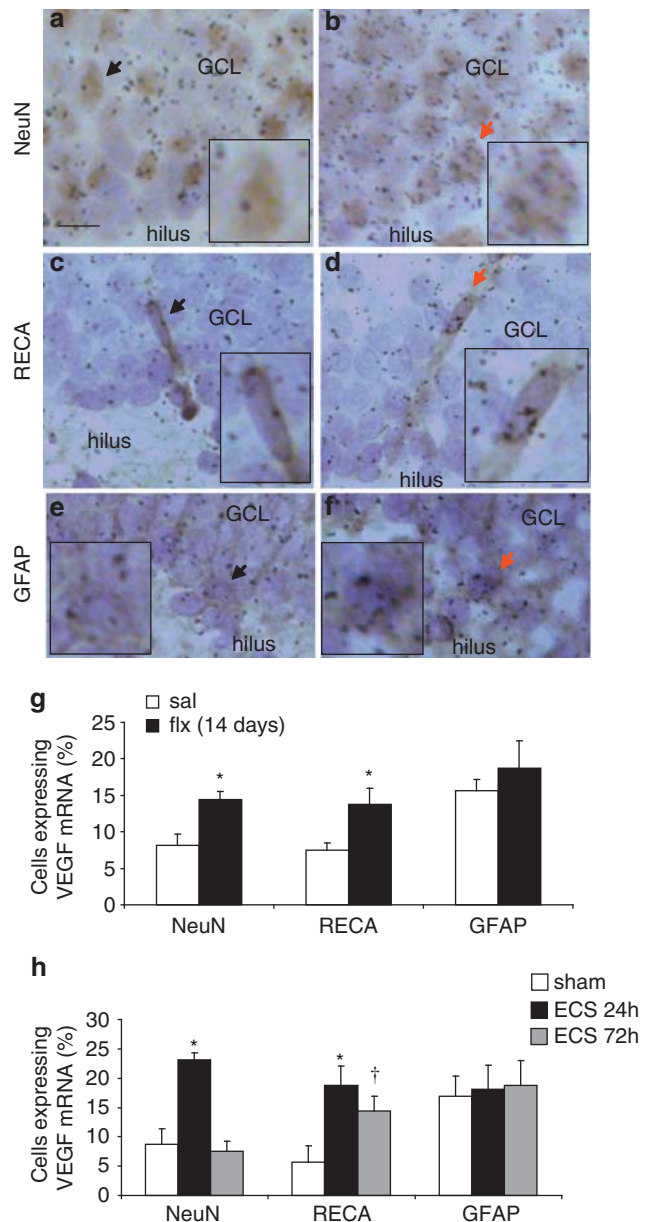 a
GCL
hilus
b
GCL
hilus
NeuN
c
GCL
hilus
d
GCL
hilus
RECA
e
GCL
hilus
f
GCL
hilus
GFAP
g
sal
flx (14 days)
Cells expressing
VEGF mRNA (%)
25
20
15
10
5
0
*
*
NeuN
RECA
GFAP
h
sham
ECS 24h
ECS 72h
Cells expressing
VEGF mRNA (%)
30
25
20
15
10
5
0
*
*
†
NeuN
RECA
GFAP